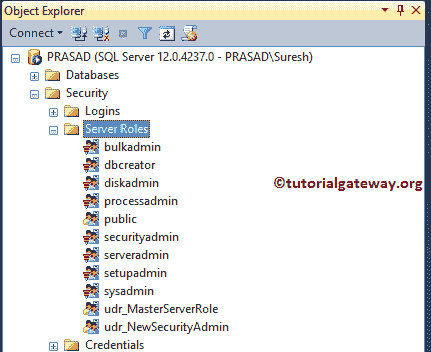 Object Explorer
Connect
PRASAD (SQL Server 12.0.4237.0 - PRASAD\Suresh)
Databases
Security
Logins
Server Roles
bulkadmin
dbcreator
diskadmin
processadmin
public
securityadmin
serveradmin
setupadmin
sysadmin
udr_MasterServerRole
udr_NewSecurityAdmin
Credentials
©tutorialgateway.org